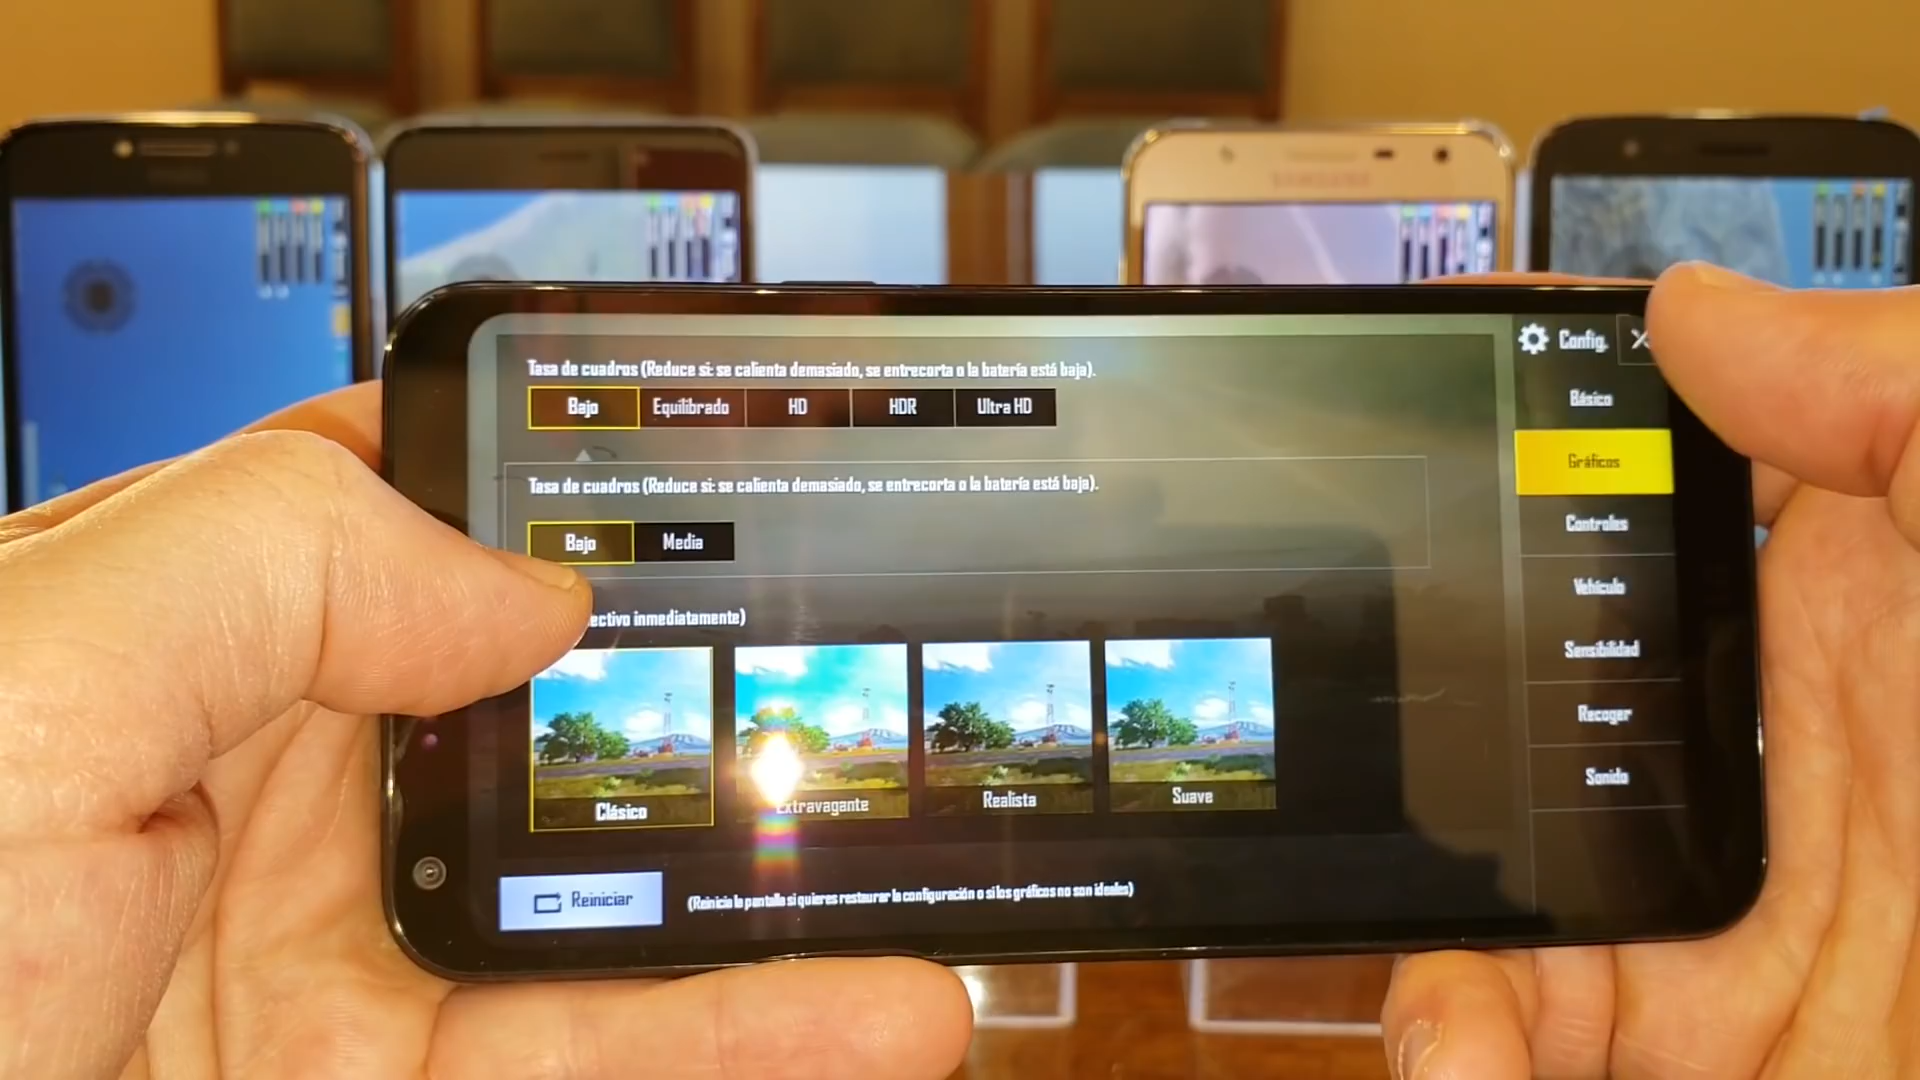 Tasa de cuadros (Reduce si: se calienta demasiado, se entrecorta o la batería está baja).
Bajo Equilibrado HD HDR Ultra HD
Tasa de cuadros (Reduce si: se calienta demasiado, se entrecorta o la batería está baja).
Bajo Media
ectivo inmediatamente)
Clásico Extravagante Realista Suave
Reiniciar (Reinicia la pantalla si quieres restaurar la configuración o si los gráficos no son ideales)
Config.
Básico
Gráficos
Controles
Vehículo
Sensibilidad
Recoger
Sonido
SAMSUNG